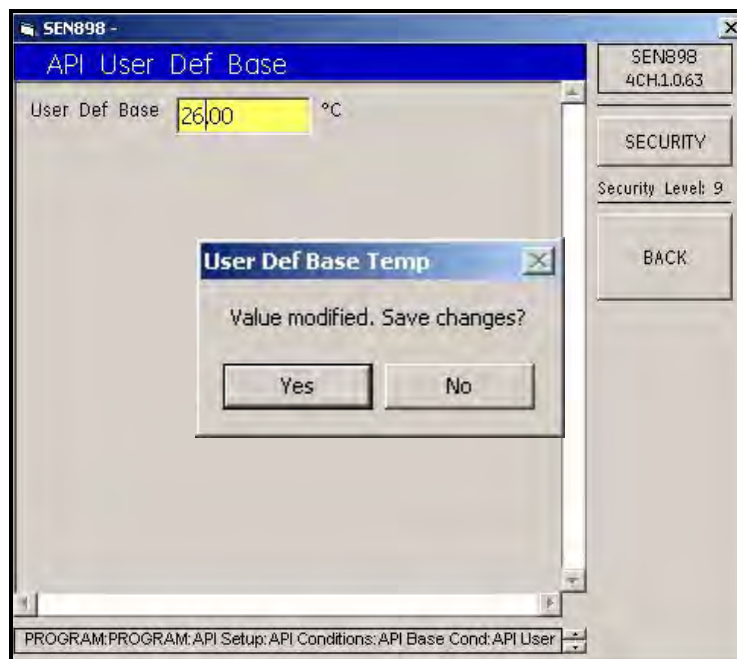 SEN898 -
API User Def Base
User Def Base 26.00 °C
User Def Base Temp
Value modified. Save changes?
Yes No
SEN898
4CH.1.0.63
SECURITY
Security Level: 9
BACK
PROGRAM:PROGRAM:API Setup:API Conditions:API Base Cond:API User